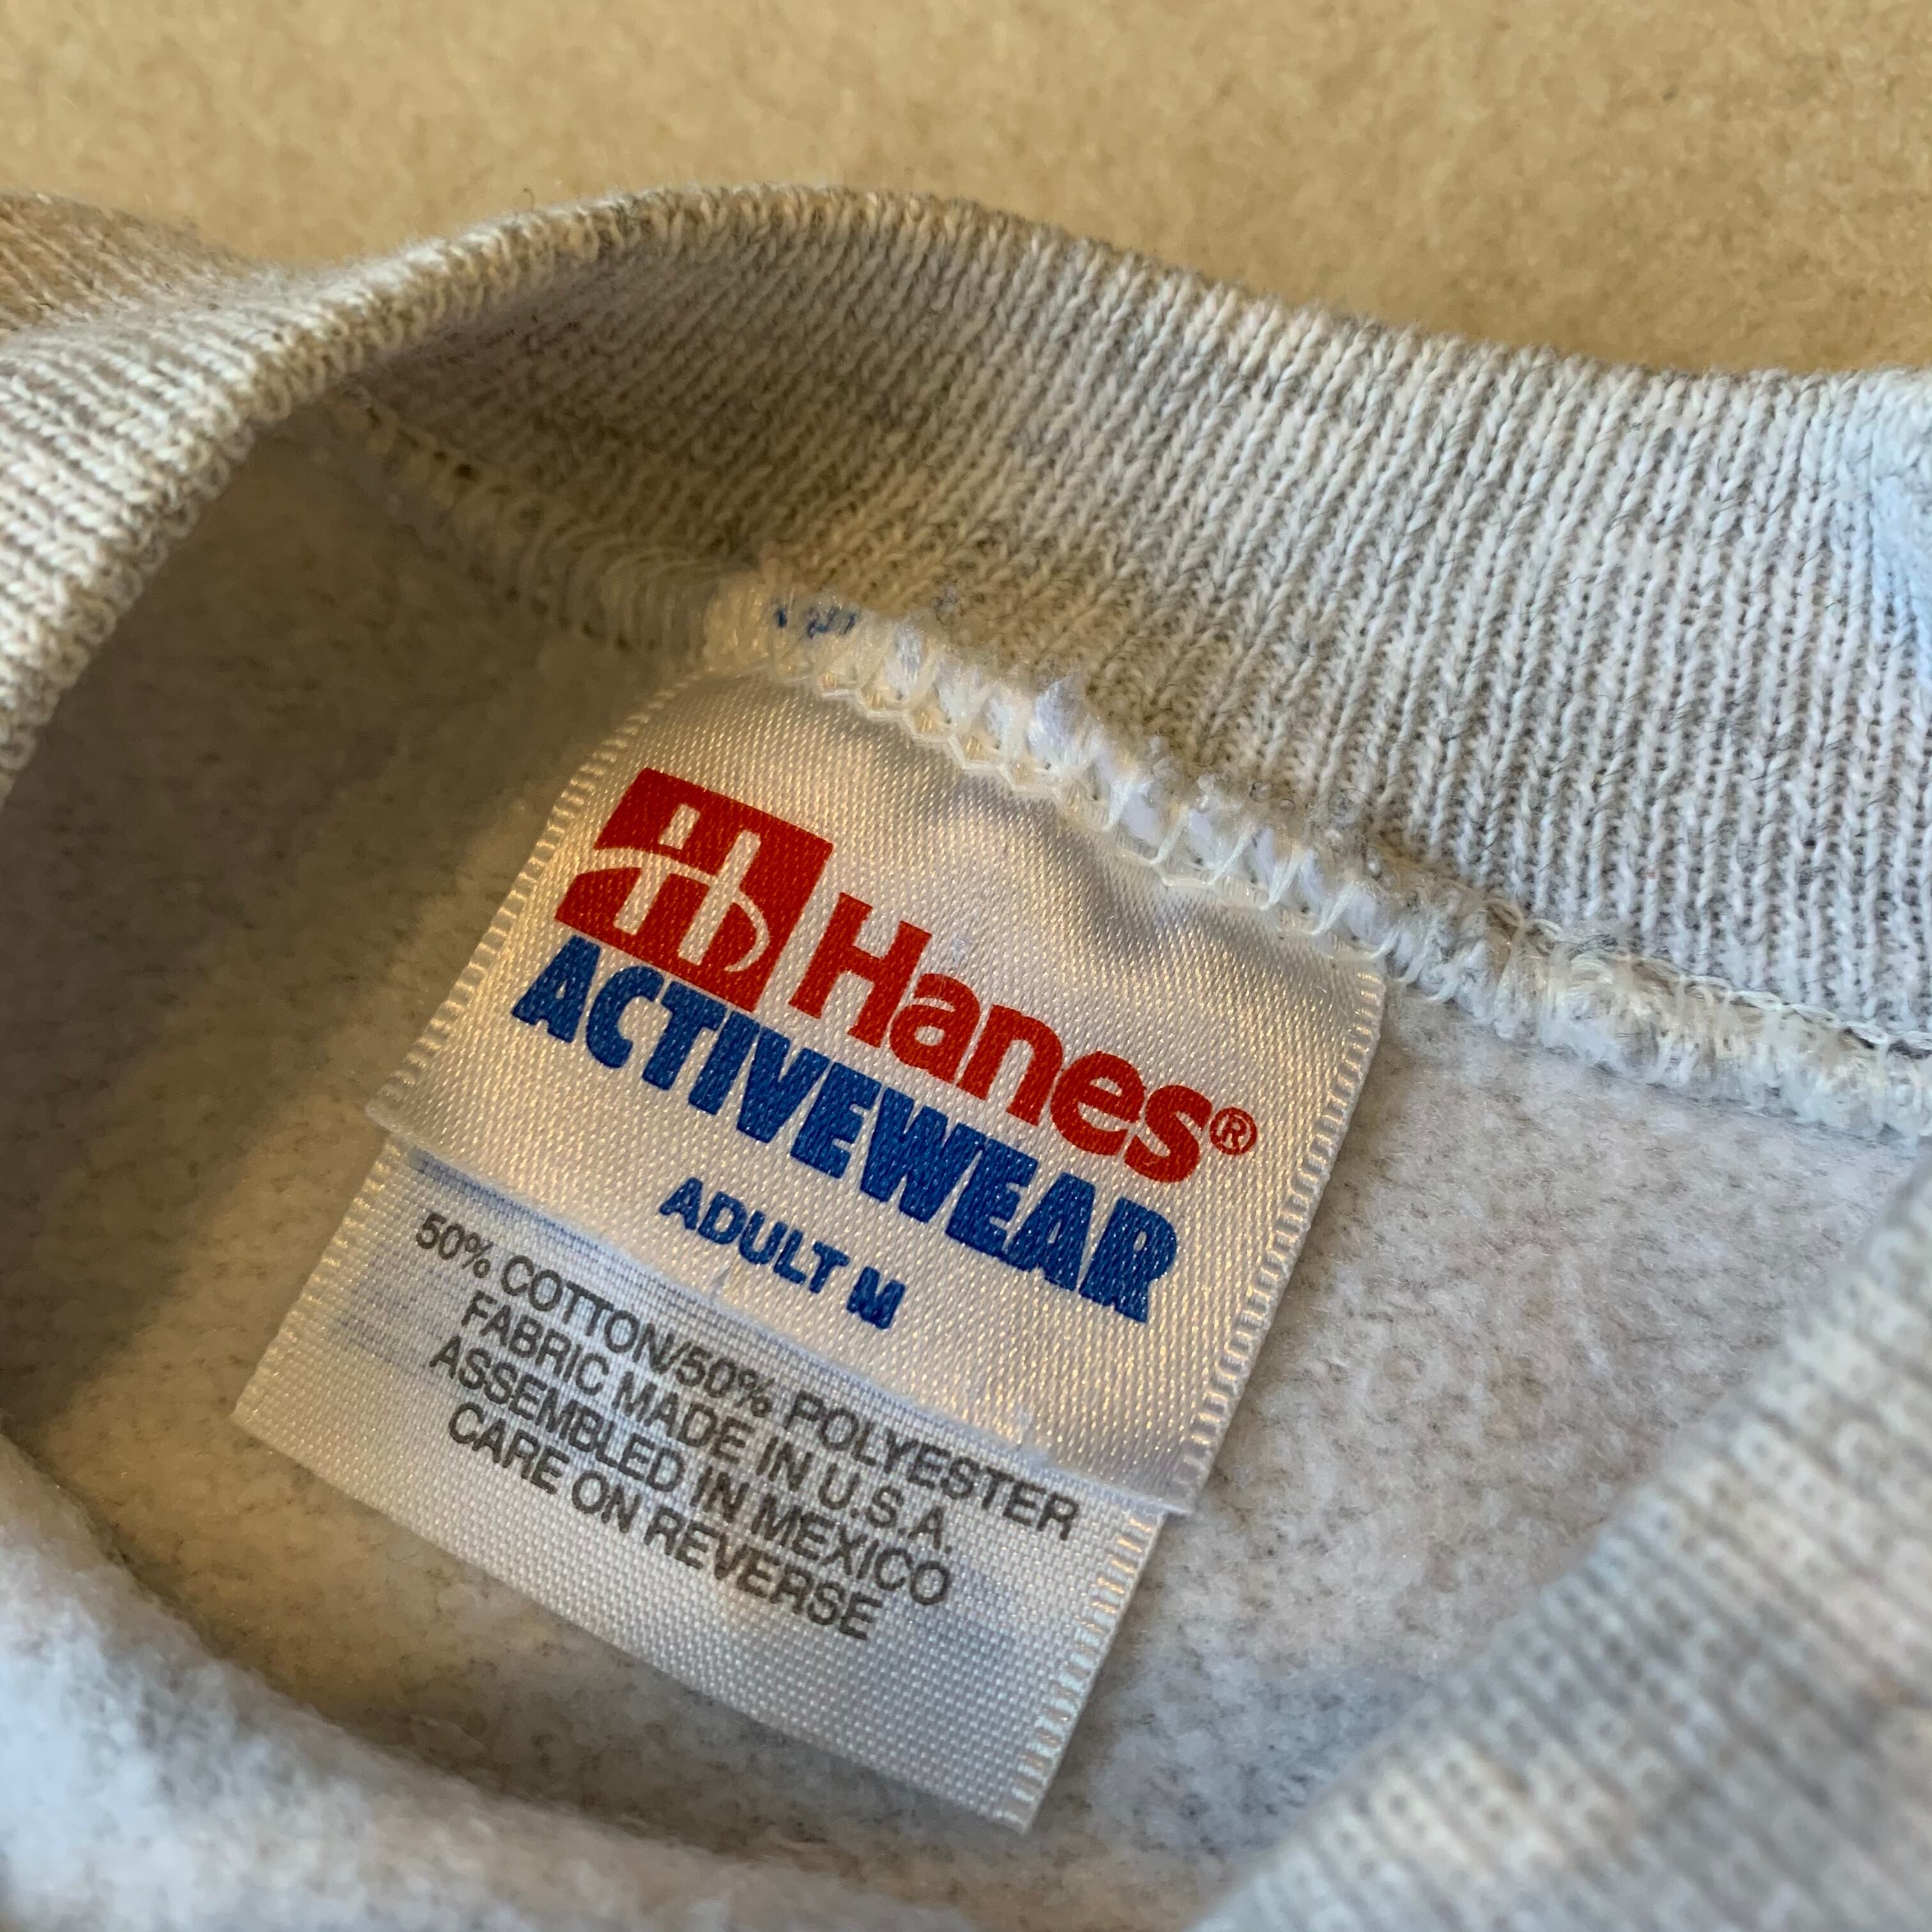 Hanes®
ACTIVEWEAR
ADULT M
50% COTTON/50% POLYESTER
FABRIC MADE IN U.S.A.
ASSEMBLED IN MEXICO
CARE ON REVERSE